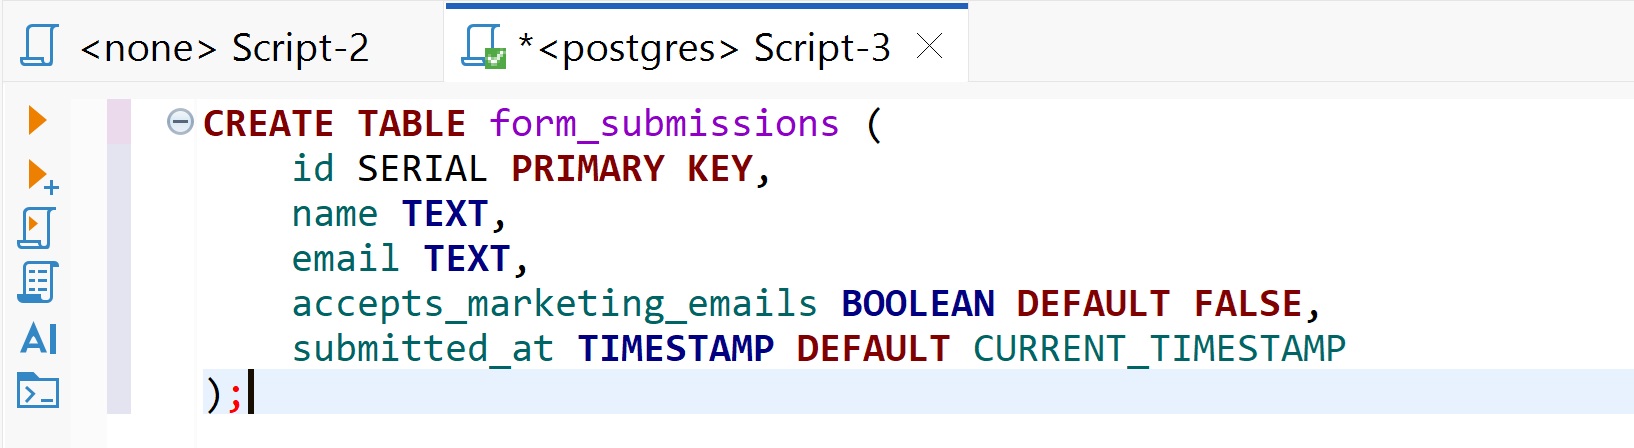 <none> Script-2
*<postgres> Script-3
CREATE TABLE form_submissions (
    id SERIAL PRIMARY KEY,
    name TEXT,
    email TEXT,
    accepts_marketing_emails BOOLEAN DEFAULT FALSE,
    submitted_at TIMESTAMP DEFAULT CURRENT_TIMESTAMP
);
AI